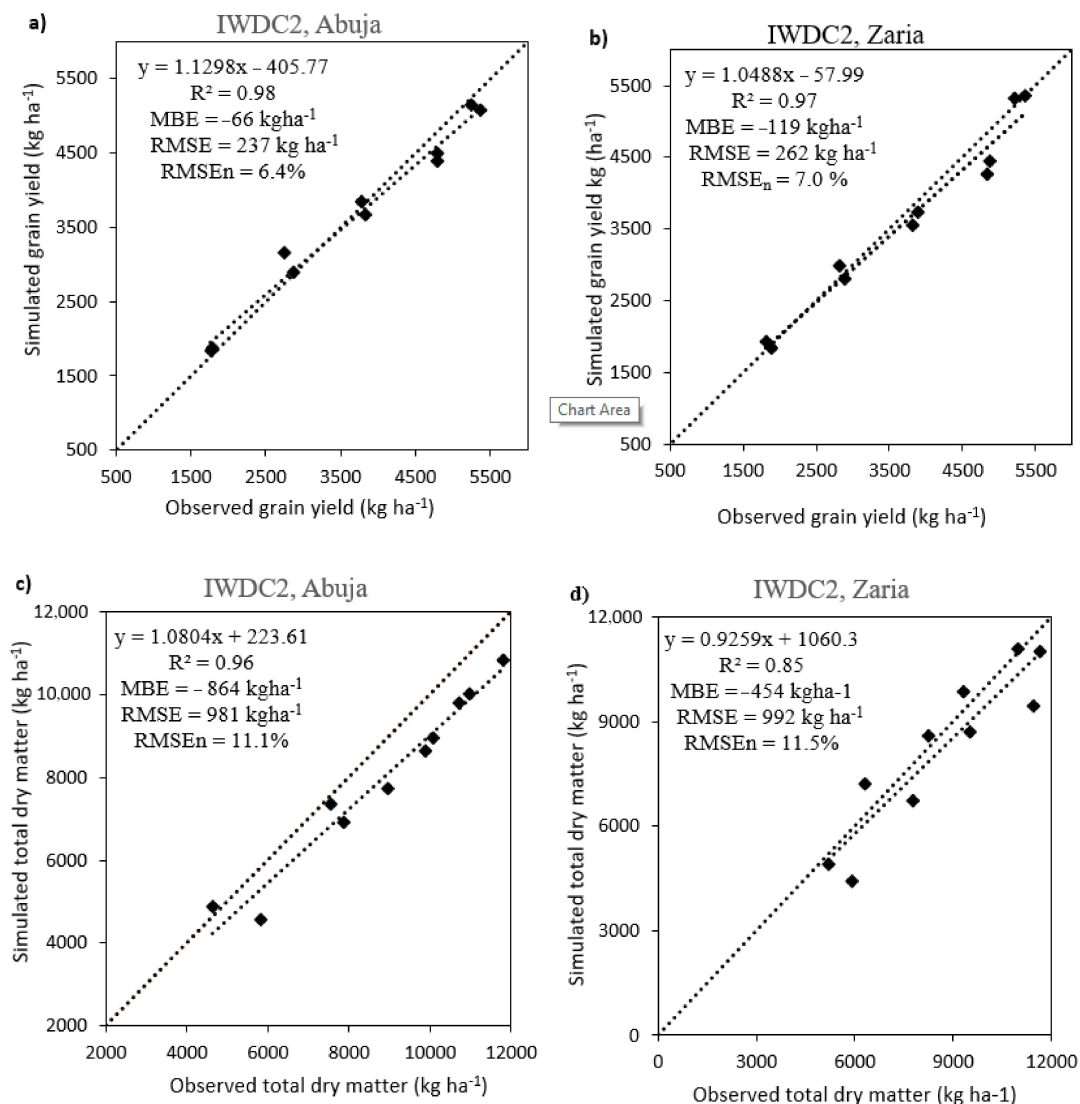 a)
IWDC2, Abuja
y = 1.1298x – 405.77
R² = 0.98
MBE = –66 kgha⁻¹
RMSE = 237 kg ha⁻¹
RMSEn = 6.4%
Simulated grain yield (kg ha⁻¹)
5500
4500
3500
2500
1500
500
500 1500 2500 3500 4500 5500
Observed grain yield (kg ha⁻¹)
b)
IWDC2, Zaria
y = 1.0488x – 57.99
R² = 0.97
MBE = –119 kgha⁻¹
RMSE = 262 kg ha⁻¹
RMSEₙ = 7.0 %
Simulated grain yield kg (ha⁻¹)
5500
4500
3500
2500
1500
500
Chart Area
500 1500 2500 3500 4500 5500
Observed grain yield (kg ha⁻¹)
c)
IWDC2, Abuja
y = 1.0804x + 223.61
R² = 0.96
MBE = – 864 kgha⁻¹
RMSE = 981 kgha⁻¹
RMSEn = 11.1%
Simulated total dry matter (kg ha⁻¹)
12,000
10,000
8000
6000
4000
2000
2000 4000 6000 8000 10000 12000
Observed total dry matter (kg ha⁻¹)
d)
IWDC2, Zaria
y = 0.9259x + 1060.3
R² = 0.85
MBE = –454 kgha-1
RMSE = 992 kg ha⁻¹
RMSEn = 11.5%
Simulated total dry matter (kg ha⁻¹)
12,000
9000
6000
3000
0
0 3000 6000 9000 12000
Observed total dry matter (kg ha-1)